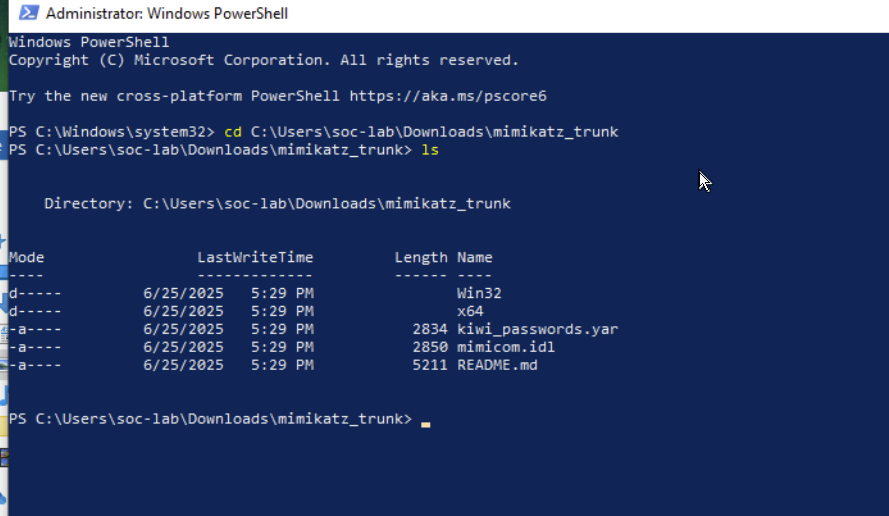 Administrator: Windows PowerShell
Windows PowerShell
Copyright (C) Microsoft Corporation. All rights reserved.
Try the new cross-platform PowerShell https://aka.ms/pscore6
PS C:\Windows\system32> cd C:\Users\soc-lab\Downloads\mimikatz_trunk
PS C:\Users\soc-lab\Downloads\mimikatz_trunk> ls
Directory: C:\Users\soc-lab\Downloads\mimikatz_trunk
Mode LastWriteTime Length Name
---- ------------- ------ ----
d----- 6/25/2025 5:29 PM Win32
d----- 6/25/2025 5:29 PM x64
-a---- 6/25/2025 5:29 PM 2834 kiwi_passwords.yar
-a---- 6/25/2025 5:29 PM 2850 mimicom.idl
-a---- 6/25/2025 5:29 PM 5211 README.md
PS C:\Users\soc-lab\Downloads\mimikatz_trunk>